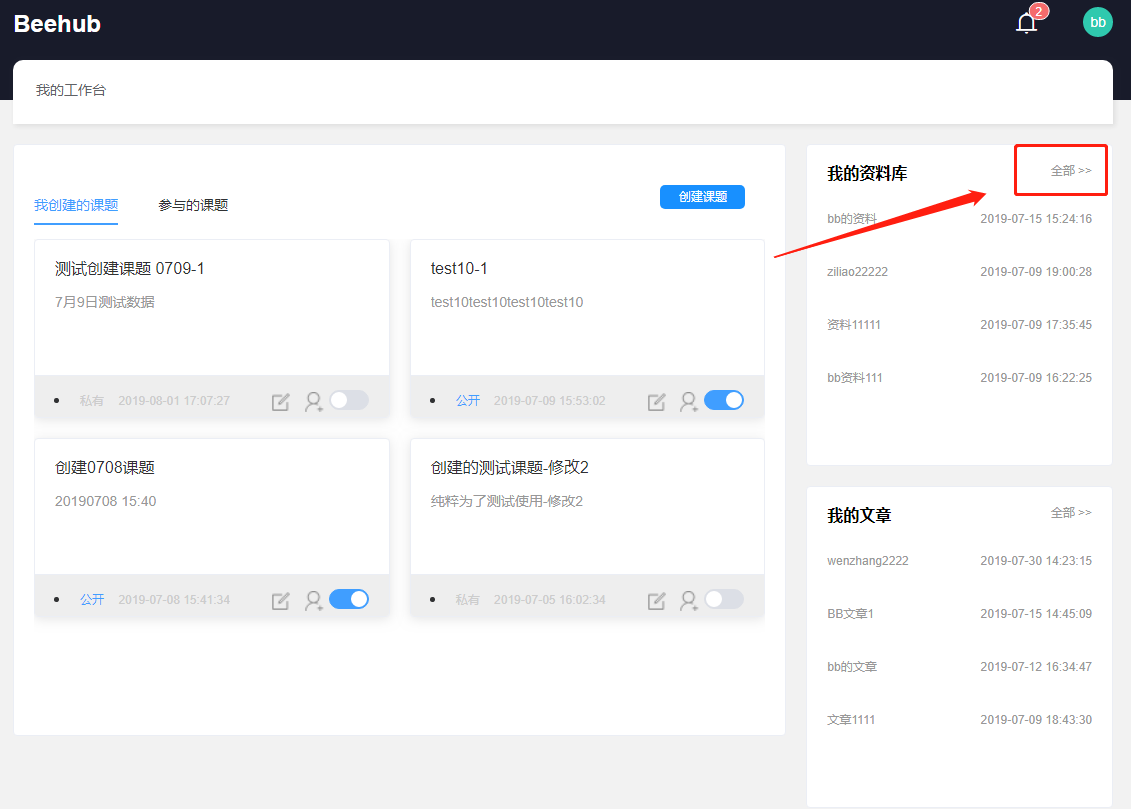 Beehub
2
bb
我的工作台
我创建的课题 参与的课题 创建课题
测试创建课题 0709-1
7月9日测试数据
私有 2019-08-01 17:07:27
test10-1
test10test10test10test10
公开 2019-07-09 15:53:02
创建0708课题
20190708 15:40
公开 2019-07-08 15:41:34
创建的测试课题-修改2
纯粹为了测试使用-修改2
私有 2019-07-05 16:02:34
我的资料库 全部 >>
bb的资料 2019-07-15 15:24:16
ziliao22222 2019-07-09 19:00:28
资料11111 2019-07-09 17:35:45
bb资料111 2019-07-09 16:22:25
我的文章 全部 >>
wenzhang2222 2019-07-30 14:23:15
BB文章1 2019-07-15 14:45:09
bb的文章 2019-07-12 16:34:47
文章1111 2019-07-09 18:43:30